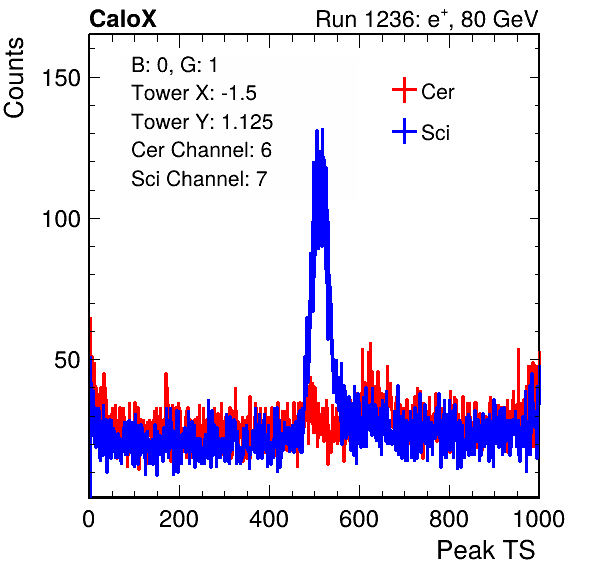 CaloX Run 1236: e⁺, 80 GeV
Counts
B: 0, G: 1
Tower X: -1.5
Tower Y: 1.125
Cer Channel: 6
Sci Channel: 7
Cer
Sci
150
100
50
0 200 400 600 800 1000
Peak TS